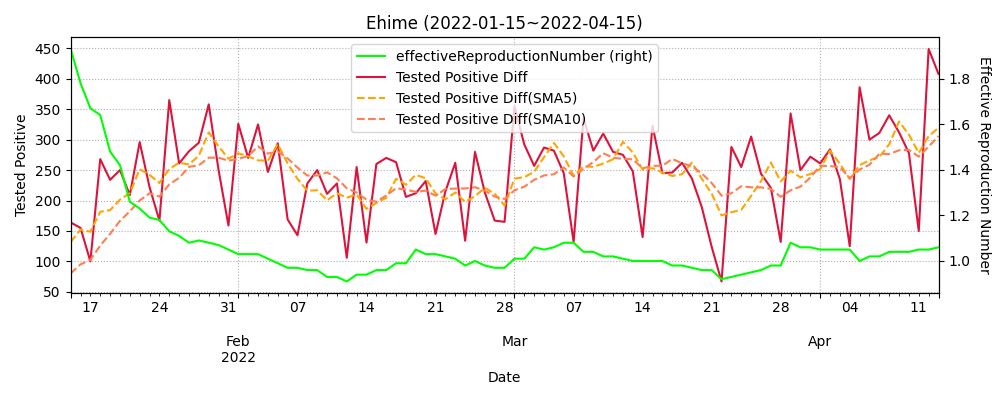 Ehime (2022-01-15~2022-04-15)
effectiveReproductionNumber (right)
Tested Positive Diff
Tested Positive Diff(SMA5)
Tested Positive Diff(SMA10)
Tested Positive
450
400
350
300
250
200
150
100
50
Effective Reproduction Number
1.8
1.6
1.4
1.2
1.0
17 24 31 07 14 21 28 07 14 21 28 04 11
Feb Mar Apr
2022
Date